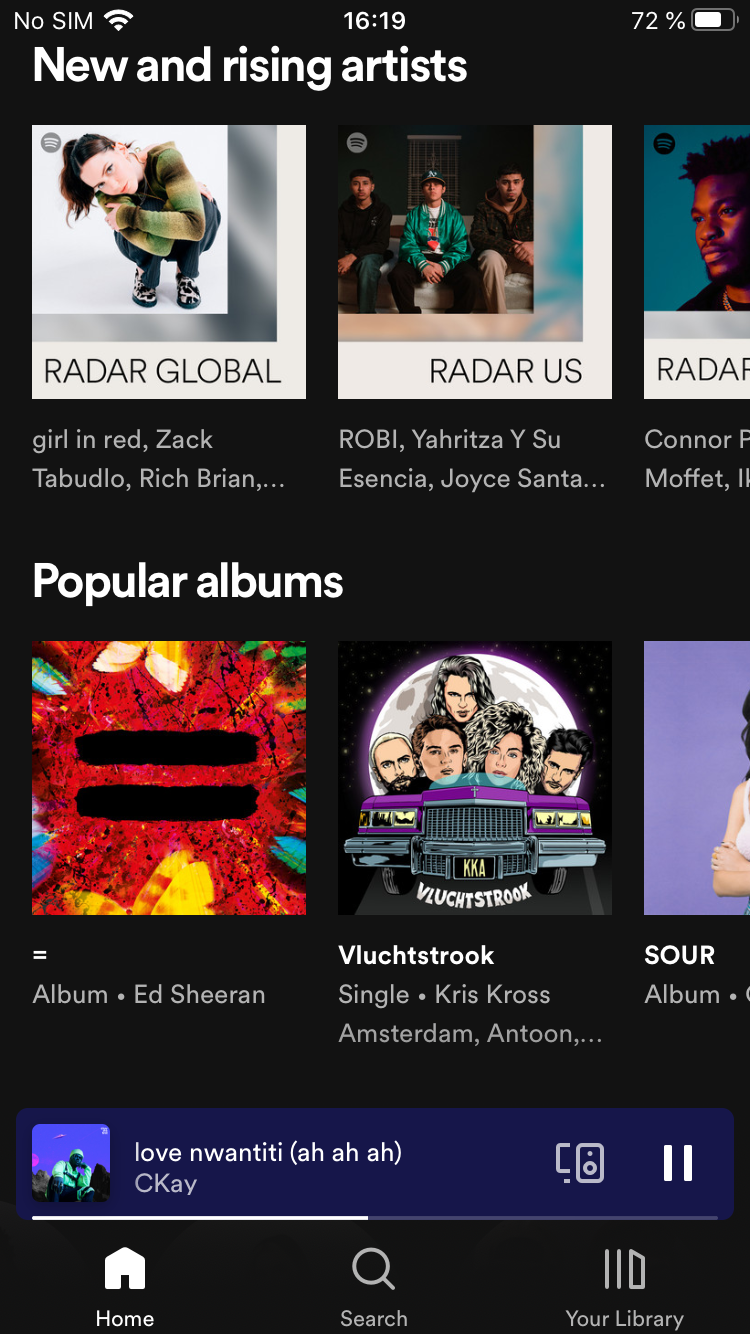 No SIM 16:19 72 %
New and rising artists
RADAR GLOBAL
RADAR US
RADAR
girl in red, Zack
Tabudlo, Rich Brian,...
ROBI, Yahritza Y Su
Esencia, Joyce Santa...
Connor
Moffet,
Popular albums
KKA
VLUCHTSTROOK
=
Album • Ed Sheeran
Vluchtstrook
Single • Kris Kross
Amsterdam, Antoon,...
SOUR
Album •
love nwantiti (ah ah ah)
CKay
Home
Search
Your Library